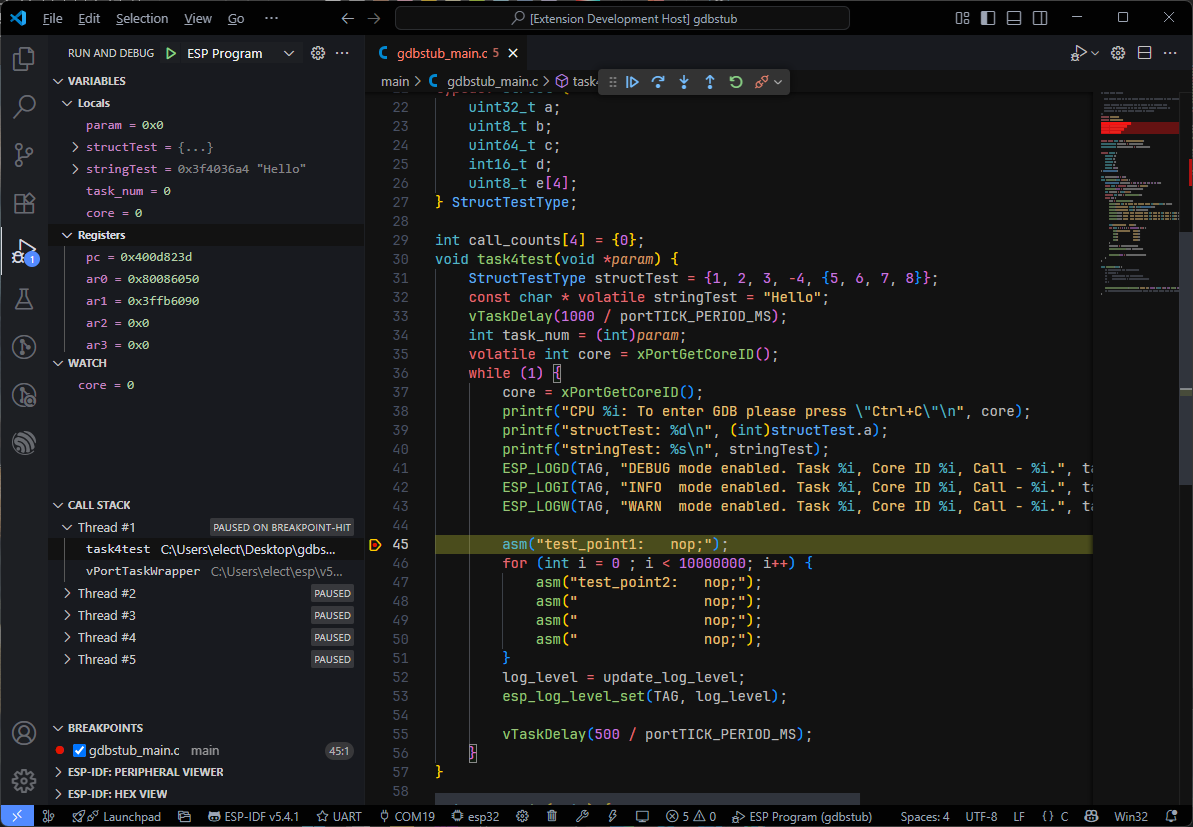 File Edit Selection View Go ··· [Extension Development Host] gdbstub
RUN AND DEBUG ESP Program ···
VARIABLES
Locals
param = 0x0
structTest = {...}
stringTest = 0x3f4036a4 "Hello"
task_num = 0
core = 0
Registers
pc = 0x400d823d
ar0 = 0x80086050
ar1 = 0x3ffb6090
ar2 = 0x0
ar3 = 0x0
WATCH
core = 0
CALL STACK
Thread #1 PAUSED ON BREAKPOINT-HIT
task4test C:\Users\elect\Desktop\gdbs...
vPortTaskWrapper C:\Users\elect\esp\v5...
Thread #2 PAUSED
Thread #3 PAUSED
Thread #4 PAUSED
Thread #5 PAUSED
BREAKPOINTS
gdbstub_main.c main 45:1
ESP-IDF: PERIPHERAL VIEWER
ESP-IDF: HEX VIEW
1
C gdbstub_main.c 5
main > C gdbstub_main.c > task4
22 uint32_t a;
23 uint8_t b;
24 uint64_t c;
25 int16_t d;
26 uint8_t e[4];
27 } StructTestType;
28
29 int call_counts[4] = {0};
30 void task4test(void *param) {
31 StructTestType structTest = {1, 2, 3, -4, {5, 6, 7, 8}};
32 const char * volatile stringTest = "Hello";
33 vTaskDelay(1000 / portTICK_PERIOD_MS);
34 int task_num = (int)param;
35 volatile int core = xPortGetCoreID();
36 while (1) {
37 core = xPortGetCoreID();
38 printf("CPU %i: To enter GDB please press \"Ctrl+C\"\n", core);
39 printf("structTest: %d\n", (int)structTest.a);
40 printf("stringTest: %s\n", stringTest);
41 ESP_LOGD(TAG, "DEBUG mode enabled. Task %i, Core ID %i, Call - %i.", ta
42 ESP_LOGI(TAG, "INFO  mode enabled. Task %i, Core ID %i, Call - %i.", ta
43 ESP_LOGW(TAG, "WARN  mode enabled. Task %i, Core ID %i, Call - %i.", ta
44
45 asm("test_point1:   nop;");
46 for (int i = 0 ; i < 10000000; i++) {
47 asm("test_point2:   nop;");
48 asm("               nop;");
49 asm("               nop;");
50 asm("               nop;");
51 }
52 log_level = update_log_level;
53 esp_log_level_set(TAG, log_level);
54
55 vTaskDelay(500 / portTICK_PERIOD_MS);
56 }
57 }
58
Launchpad ESP-IDF v5.4.1 UART COM19 esp32 5 0 ESP Program (gdbstub) Spaces: 4 UTF-8 LF { } C Win32